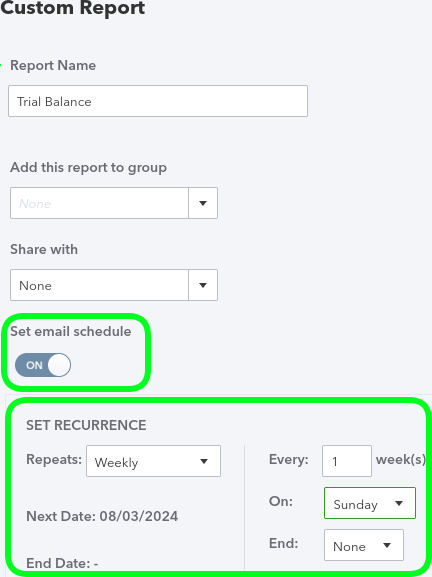 Custom Report
Report Name
Trial Balance
Add this report to group
None
Share with
None
Set email schedule
ON
SET RECURRENCE
Repeats: Weekly
Every: 1 week(s)
Next Date: 08/03/2024
On: Sunday
End Date: -
End: None